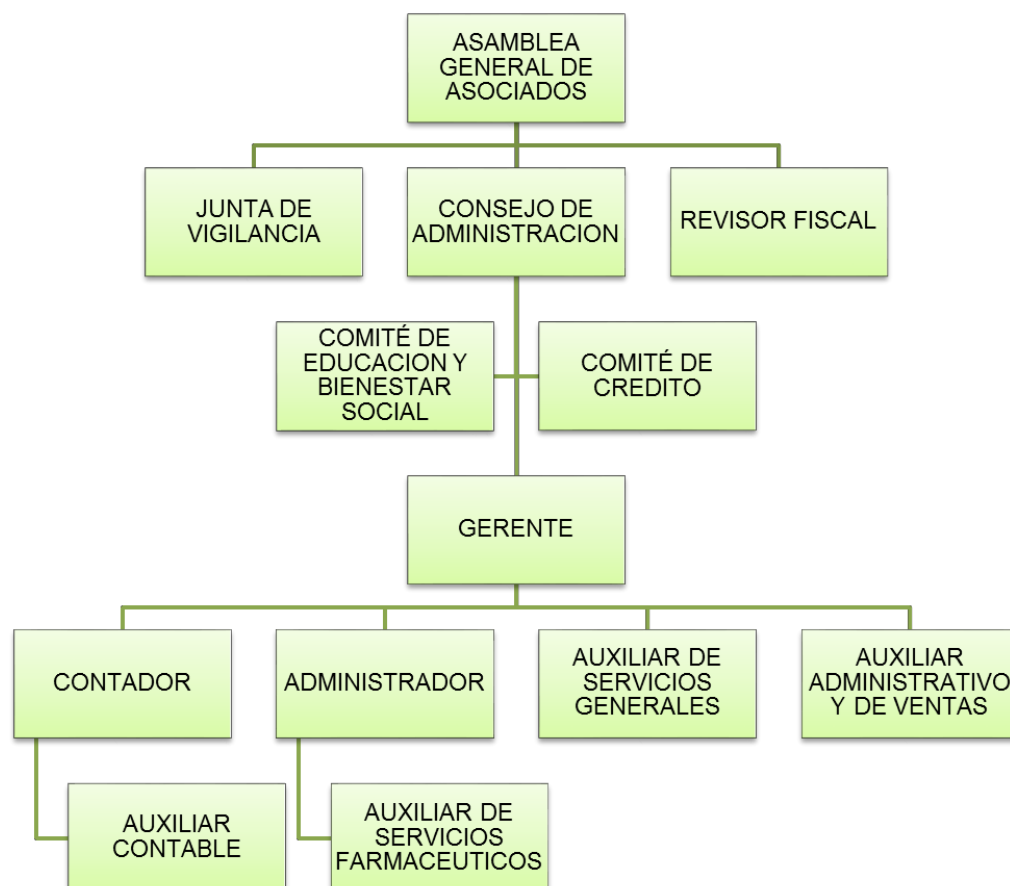 ASAMBLEA
GENERAL DE
ASOCIADOS
JUNTA DE
VIGILANCIA
CONSEJO DE
ADMINISTRACION
REVISOR FISCAL
COMITÉ DE
EDUCACION Y
BIENESTAR
SOCIAL
COMITÉ DE
CREDITO
GERENTE
CONTADOR
ADMINISTRADOR
AUXILIAR DE
SERVICIOS
GENERALES
AUXILIAR
ADMINISTRATIVO
Y DE VENTAS
AUXILIAR
CONTABLE
AUXILIAR DE
SERVICIOS
FARMACEUTICOS